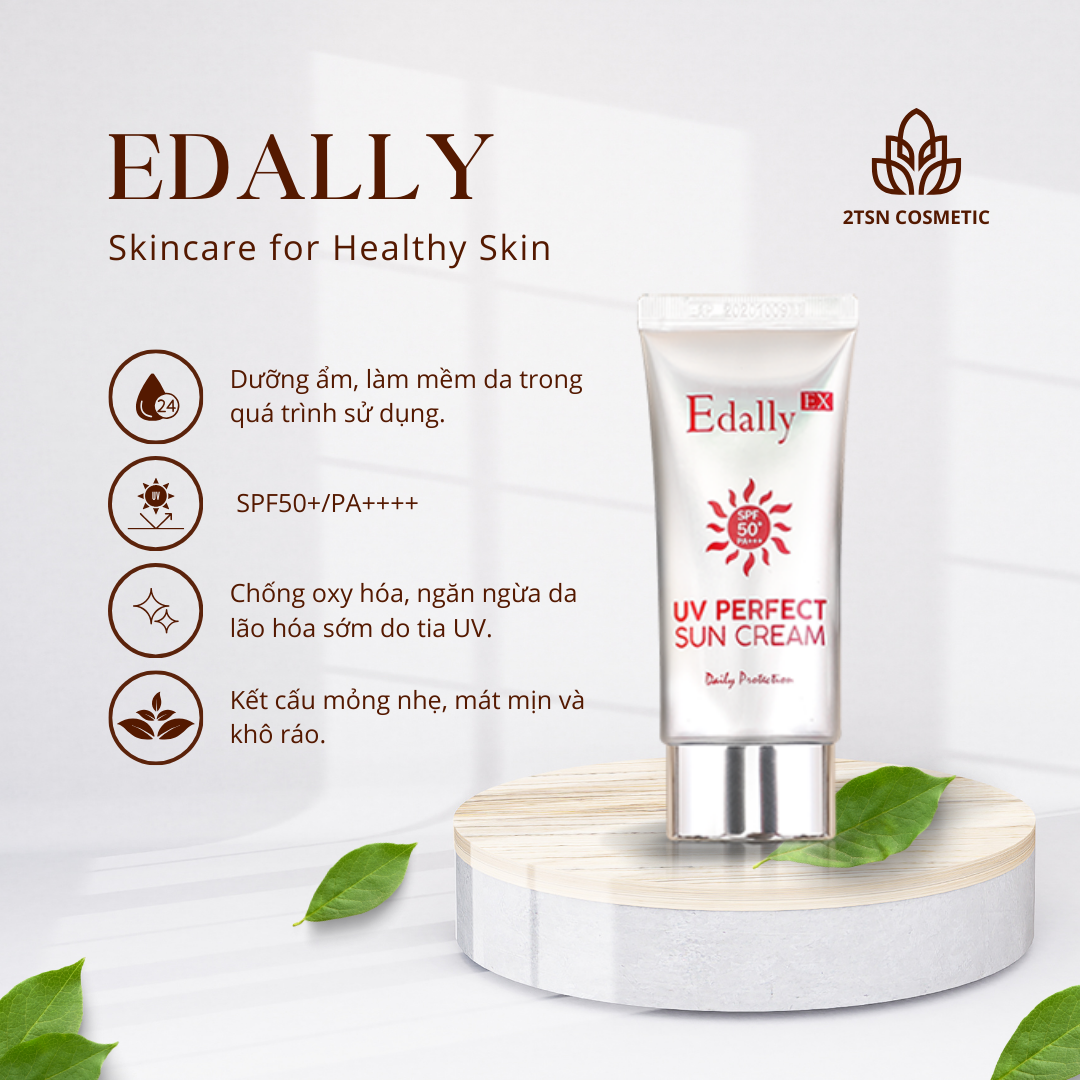 EDALLY
Skincare for Healthy Skin
2TSN COSMETIC
24
Dưỡng ẩm, làm mềm da trong
quá trình sử dụng.
UV
SPF50+/PA++++
Chống oxy hóa, ngăn ngừa da
lão hóa sớm do tia UV.
Kết cấu mỏng nhẹ, mát mịn và
khô ráo.
Edally EX
SPF
50+
PA+++
UV PERFECT
SUN CREAM
Daily Protection